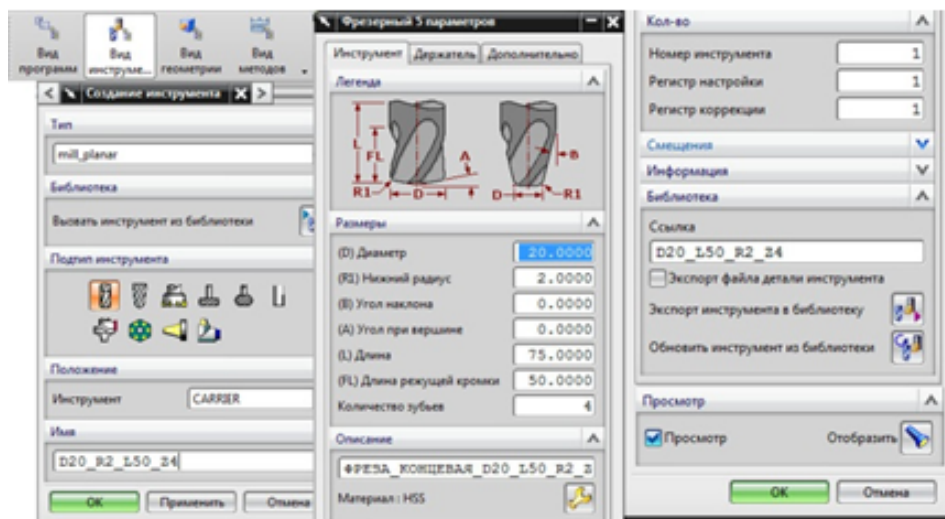 Вид программ
Вид инструме...
Вид геометрии
Вид методов
Создание инструмента
Тип
mill_planar
Библиотека
Вызвать инструмент из библиотеки
Подтип инструмента
Положение
Инструмент
CARRIER
Имя
D20_R2_L50_Z4
OK
Применить
Отмена
Фрезерный 5 параметров
Инструмент
Держатель
Дополнительно
Легенда
L
FL
A
B
R1
D
D
R1
Размеры
(D) Диаметр 20.0000
(R1) Нижний радиус 2.0000
(B) Угол наклона 0.0000
(A) Угол при вершине 0.0000
(L) Длина 75.0000
(FL) Длина режущей кромки 50.0000
Количество зубьев 4
Описание
ФРЕЗА_КОНЦЕВАЯ_D20_L50_R2_Z
Материал : HSS
Кол-во
Номер инструмента 1
Регистр настройки 1
Регистр коррекции 1
Смещения
Информация
Библиотека
Ссылка
D20_L50_R2_Z4
Экспорт файла детали инструмента
Экспорт инструмента в библиотеку
Обновить инструмент из библиотеки
Просмотр
Просмотр
Отобразить
OK
Отмена